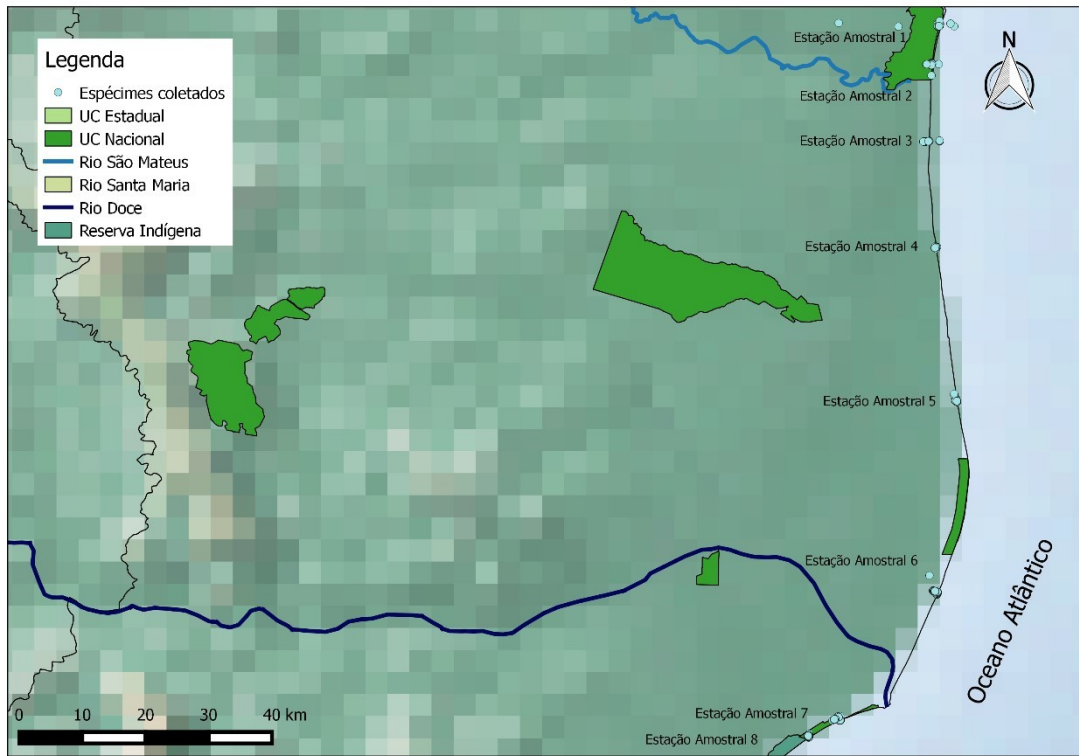 Legenda
Espécimes coletados
UC Estadual
UC Nacional
Rio São Mateus
Rio Santa Maria
Rio Doce
Reserva Indígena
N
Estação Amostral 1
Estação Amostral 2
Estação Amostral 3
Estação Amostral 4
Estação Amostral 5
Estação Amostral 6
Oceano Atlântico
Estação Amostral 7
Estação Amostral 8
0 10 20 30 40 km